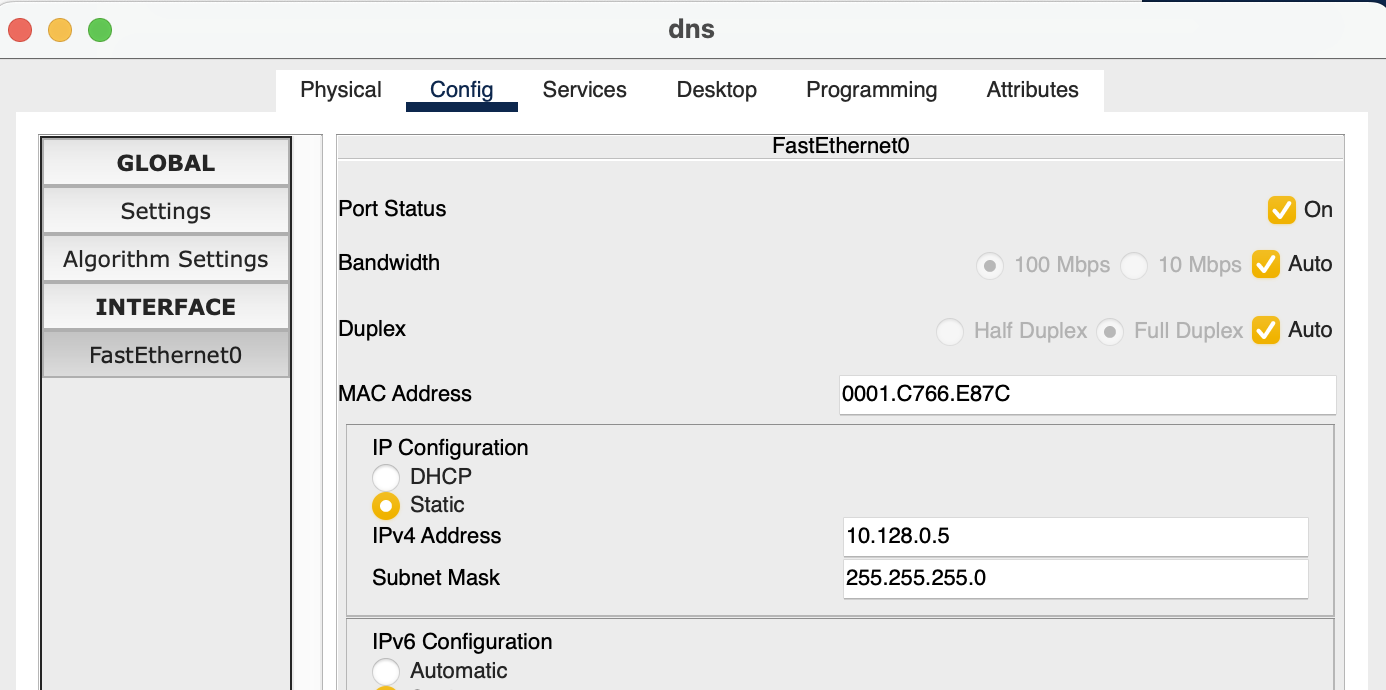 dns
Physical Config Services Desktop Programming Attributes
GLOBAL
Settings
Algorithm Settings
INTERFACE
FastEthernet0
FastEthernet0
Port Status On
Bandwidth 100 Mbps 10 Mbps Auto
Duplex Half Duplex Full Duplex Auto
MAC Address 0001.C766.E87C
IP Configuration
DHCP
Static
IPv4 Address 10.128.0.5
Subnet Mask 255.255.255.0
IPv6 Configuration
Automatic